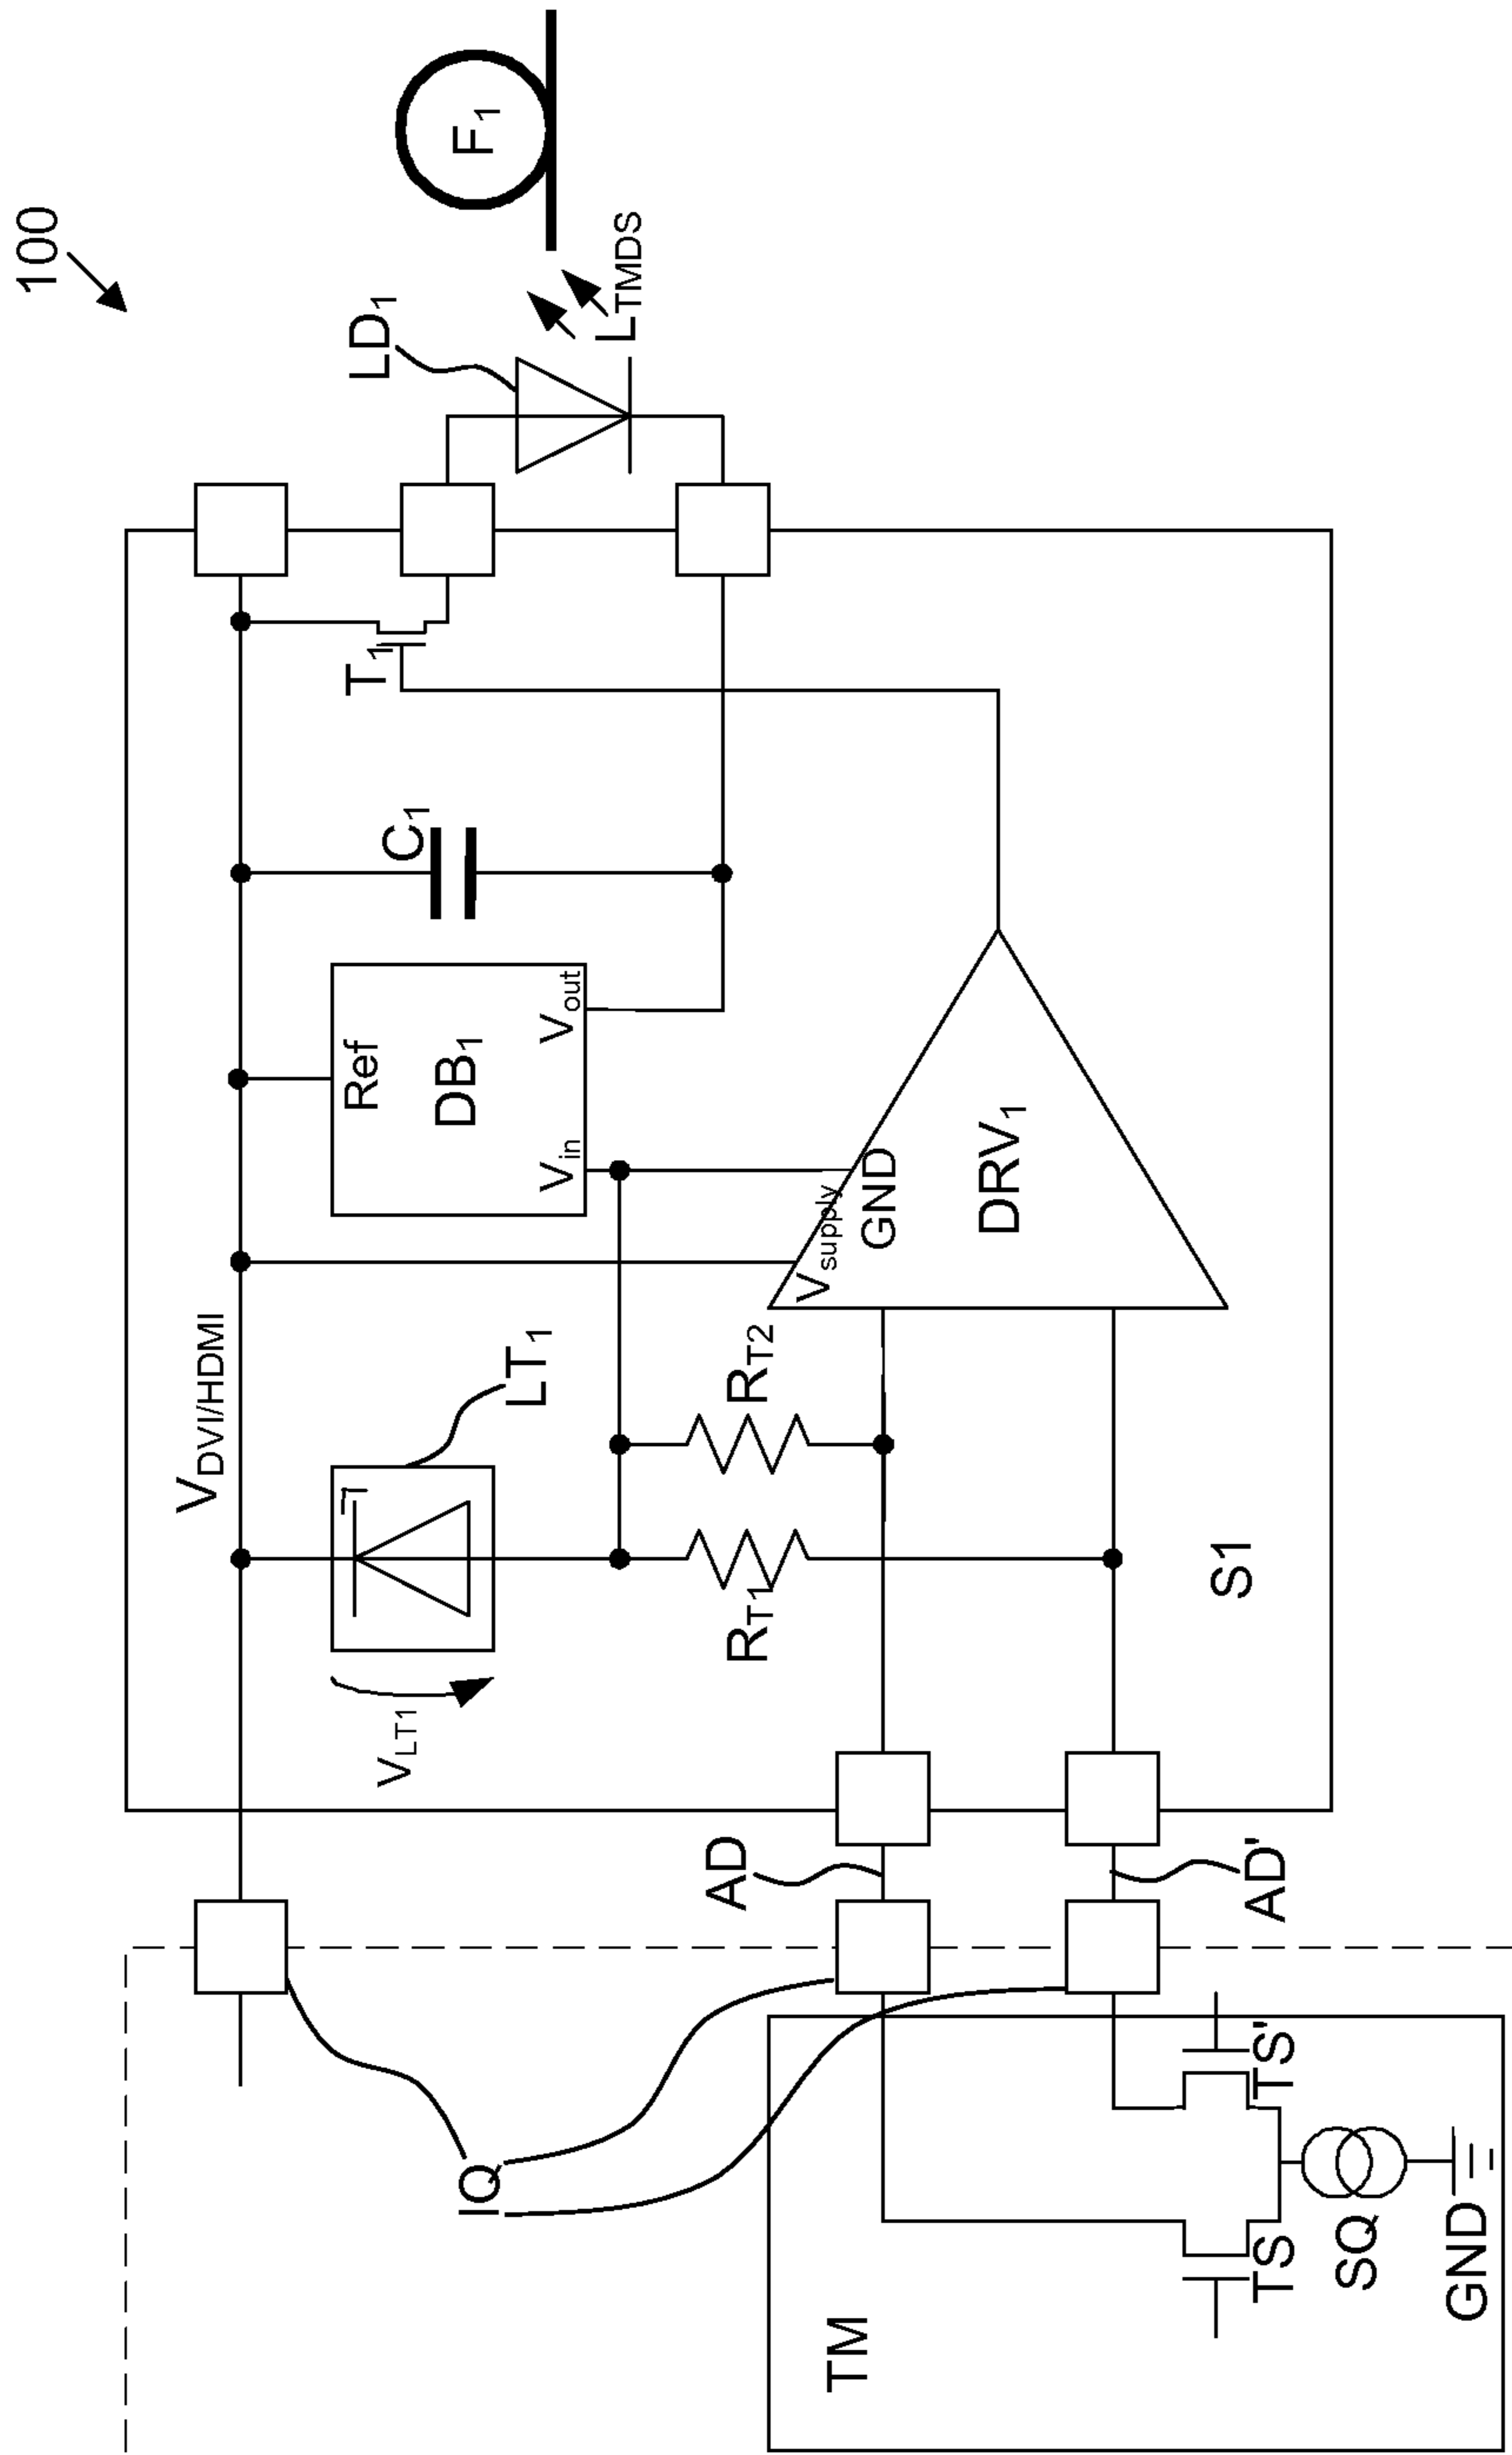 100
F1
LD1
LTMDS
T1
C1
Ref
DB1
Vin
Vout
VDVI/HDMI
LT1
VLT1
Vsupply
GND
DRV1
RT1
RT2
S1
AD
AD'
IQ
TM
TS
TS'
SQ
GND